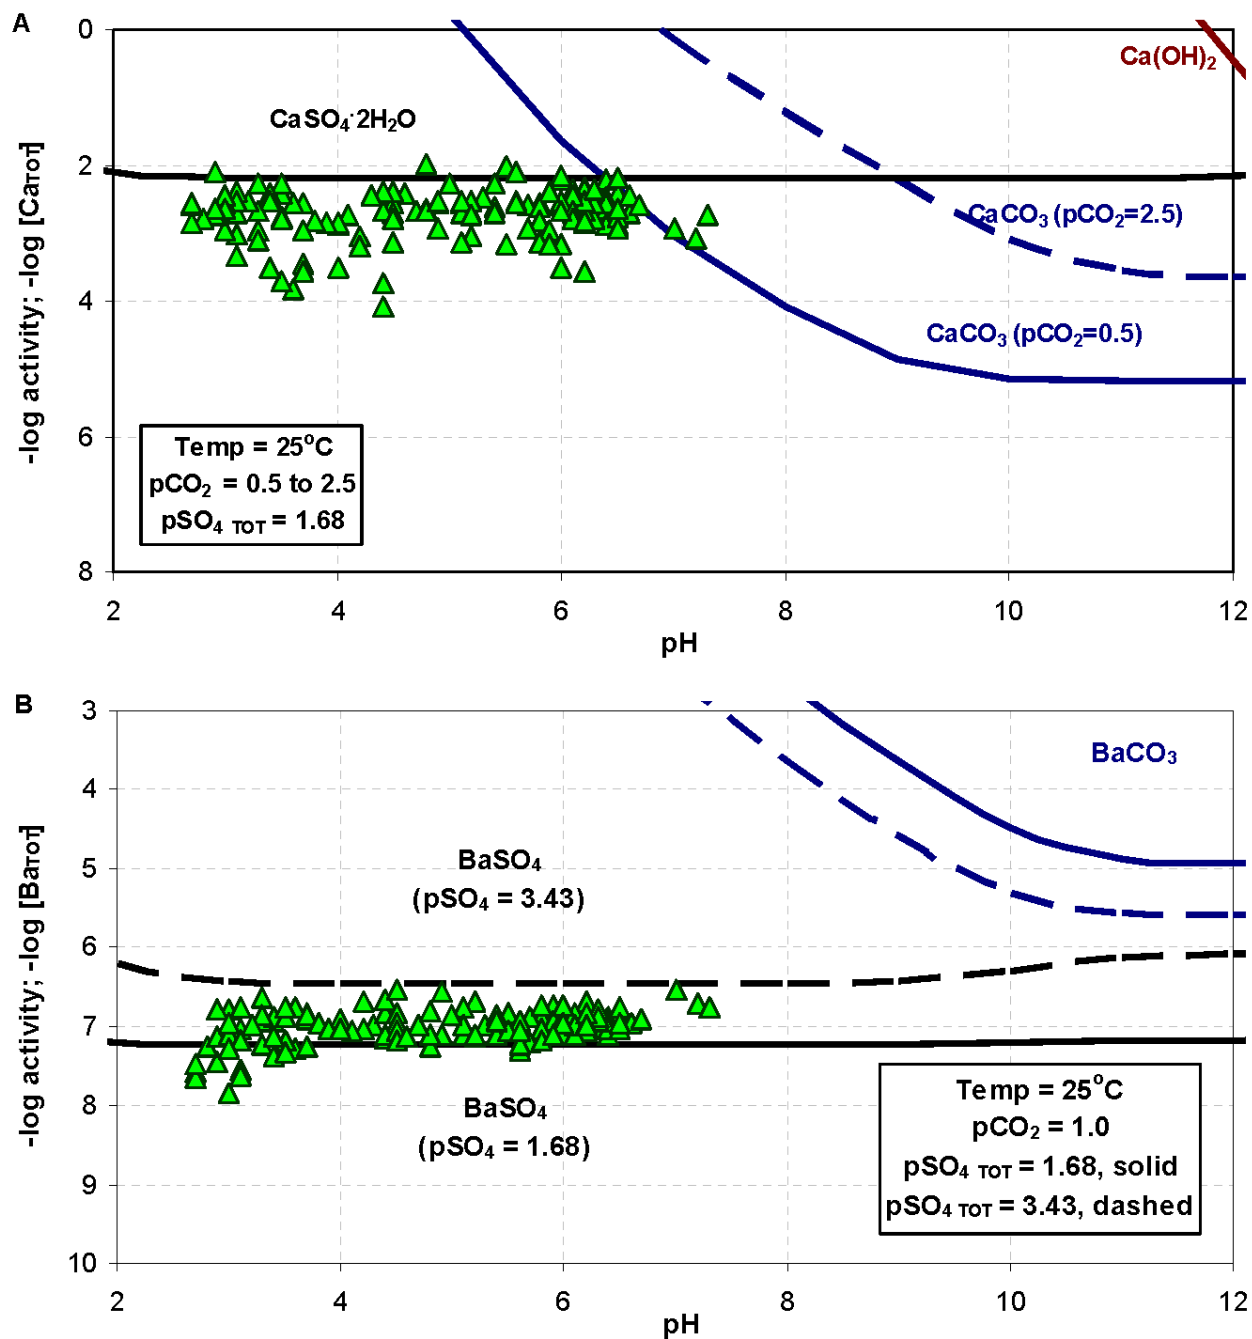 A
0
2
4
6
8
-log activity; -log [Ca_TOT]
CaSO₄·2H₂O
Ca(OH)₂
CaCO₃ (pCO₂=2.5)
CaCO₃ (pCO₂=0.5)
Temp = 25°C
pCO₂ = 0.5 to 2.5
pSO₄ TOT = 1.68
2 4 6 8 10 12
pH
B
3
4
5
6
7
8
9
10
-log activity; -log [Ba_TOT]
BaCO₃
BaSO₄
(pSO₄ = 3.43)
BaSO₄
(pSO₄ = 1.68)
Temp = 25°C
pCO₂ = 1.0
pSO₄ TOT = 1.68, solid
pSO₄ TOT = 3.43, dashed
2 4 6 8 10 12
pH